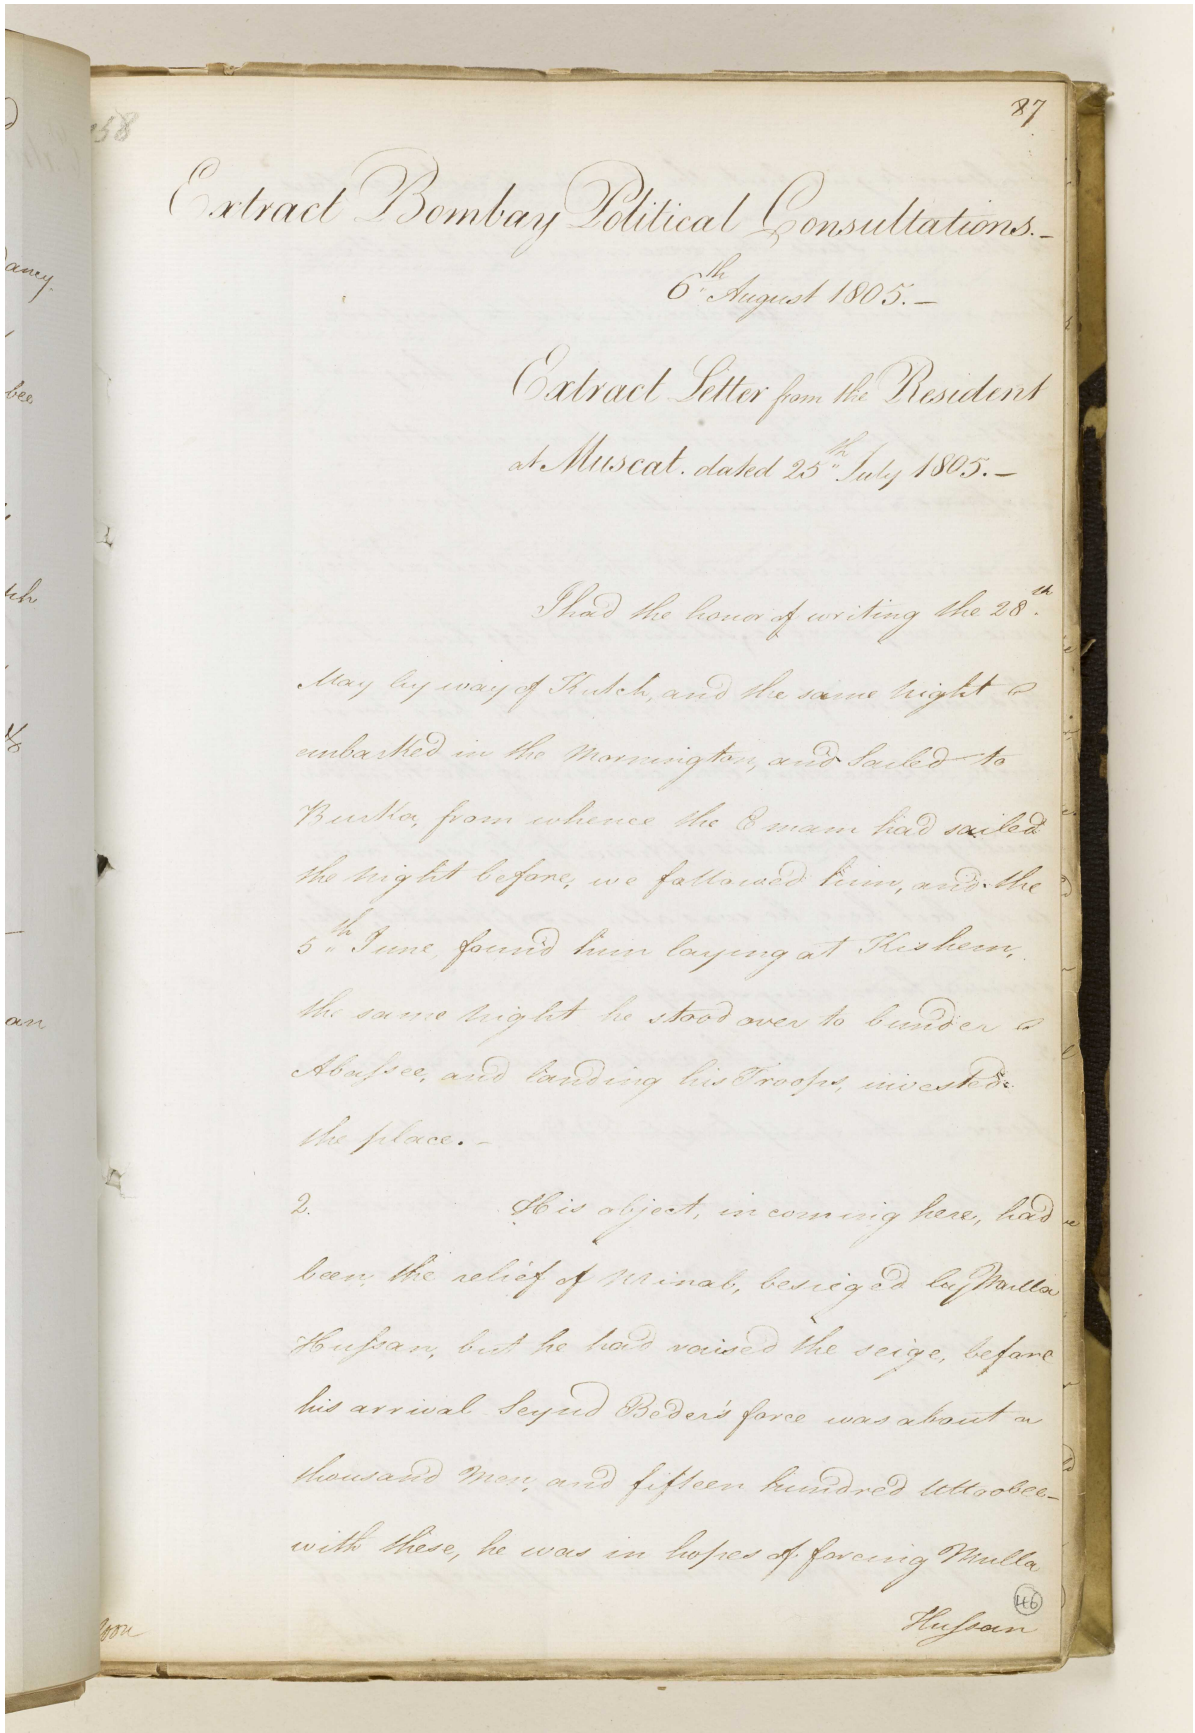 87
58
Extract Bombay Political Consultations.–
6th August 1805.–
Extract Letter from the Resident
at Muscat. dated 25th July 1805.–
I had the honor of writing the 28th.
May by way of Kutch, and the same night
embarked in the Mornington, and Sailed to
Burka, from whence the Emam had sailed
the night before, we followed him, and the
5th June, found him laying at Kishem,
the same night he stood over to bunder
Abassee, and landing his Troops, invested
the place.–
2. His object, in coming here, had
been the relief of Minab, besieged by Mulla
Hussan, but he had raised the seige, before
his arrival Seyud Beder's force was about a
thousand Men, and fifteen hundred Uttoobee–
with these, he was in hopes of forcing Mulla
46
Hussan